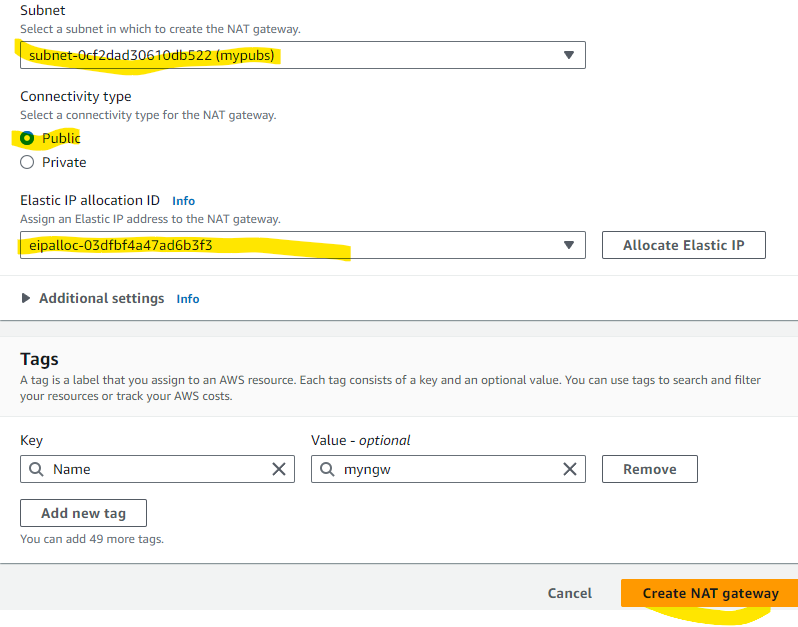 Subnet
Select a subnet in which to create the NAT gateway.
subnet-0cf2dad30610db522 (mypubs)
Connectivity type
Select a connectivity type for the NAT gateway.
Public
Private
Elastic IP allocation ID Info
Assign an Elastic IP address to the NAT gateway.
eipalloc-03dfbf4a47ad6b3f3
Allocate Elastic IP
Additional settings Info
Tags
A tag is a label that you assign to an AWS resource. Each tag consists of a key and an optional value. You can use tags to search and filter
your resources or track your AWS costs.
Key
Value - optional
Name
myngw
Remove
Add new tag
You can add 49 more tags.
Cancel
Create NAT gateway